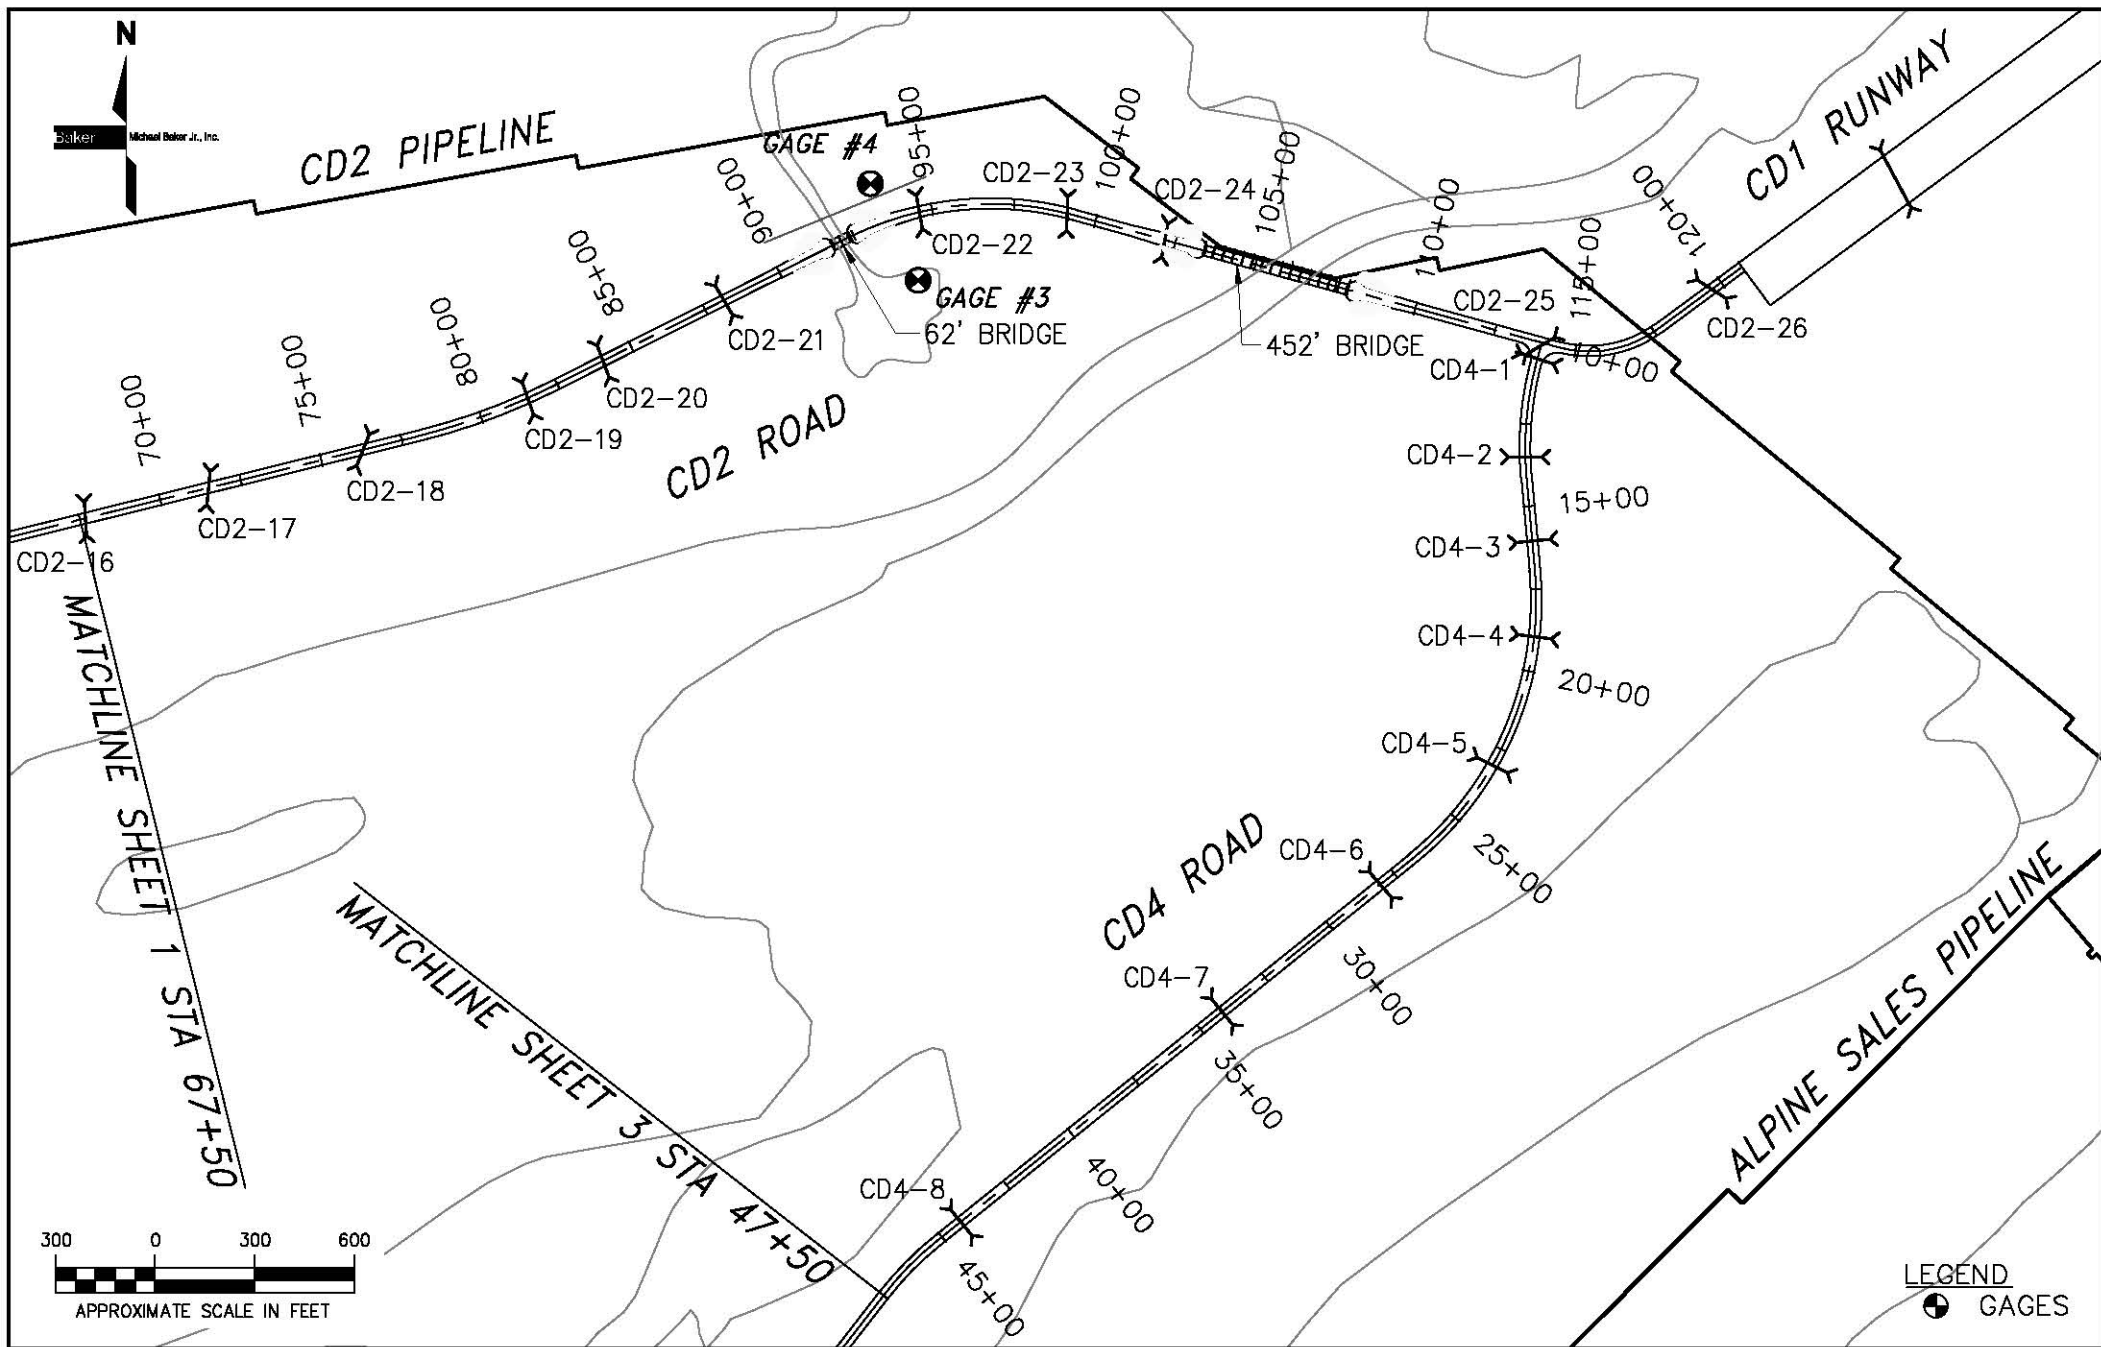 N
Baker
Michael Baker Jr., Inc.
CD2 PIPELINE
GAGE #4
95+00
90+00
CD2-23
100+00
CD2-24
105+00
110+00
115+00
120+00
CD1 RUNWAY
CD2-22
GAGE #3
62' BRIDGE
452' BRIDGE
CD2-25
CD2-26
CD4-1
10+00
85+00
CD2-21
80+00
CD2-20
75+00
CD2-19
70+00
CD2-18
CD2-17
CD2-16
CD2 ROAD
CD4-2
15+00
CD4-3
CD4-4
20+00
CD4-5
CD4-6
25+00
CD4 ROAD
CD4-7
30+00
35+00
CD4-8
40+00
45+00
MATCHLINE SHEET 1 STA 67+50
MATCHLINE SHEET 3 STA 47+50
ALPINE SALES PIPELINE
300 0 300 600
APPROXIMATE SCALE IN FEET
LEGEND
GAGES